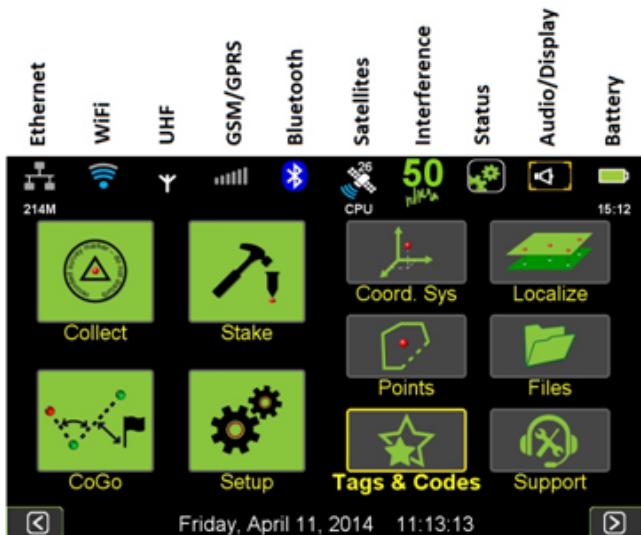 Ethernet
WiFi
UHF
GSM/GPRS
Bluetooth
Satellites
Interference
Status
Audio/Display
Battery
26
50
214M
CPU
15:12
Collect
Stake
Coord. Sys
Localize
Points
Files
CoGo
Setup
Tags & Codes
Support
Friday, April 11, 2014 11:13:13